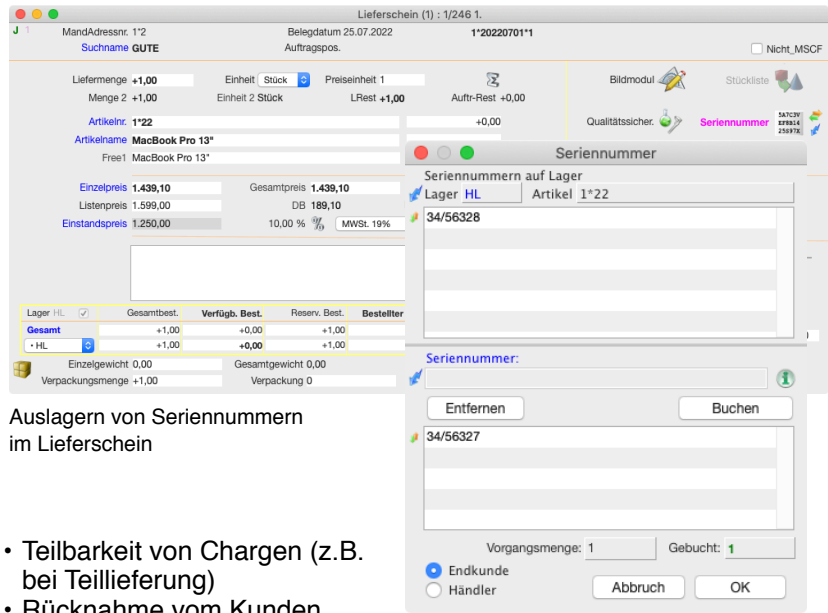 Lieferschein (1) : 1/246 1.
J 1 MandAdressnr. 1*2 Belegdatum 25.07.2022 1*20220701*1
Suchname GUTE Auftragspos. Nicht_MSCF
Liefermenge +1,00 Einheit Stück Preiseinheit 1 Bildmodul Stückliste
Menge 2 +1,00 Einheit 2 Stück LRest +1,00 Auftr-Rest +0,00
Artikelnr. 1*22 +0,00 Qualitätssicher. Seriennummer
Artikelname MacBook Pro 13"
Free1 MacBook Pro 13"
Einzelpreis 1.439,10 Gesamtpreis 1.439,10
Listenpreis 1.599,00 DB 189,10
Einstandspreis 1.250,00 10,00 % MWSt. 19%
Lager HL Gesamtbest. Verfügb. Best. Reserv. Best. Bestellter
Gesamt +1,00 +0,00 +1,00
• HL +1,00 +0,00 +1,00
Einzelgewicht 0,00 Gesamtgewicht 0,00
Verpackungsmenge +1,00 Verpackung 0
Seriennummer
Seriennummern auf Lager
Lager HL Artikel 1*22
34/56328
Seriennummer:
Entfernen Buchen
34/56327
Vorgangsmenge: 1 Gebucht: 1
Endkunde
Händler
Abbruch OK
Auslagern von Seriennummern
im Lieferschein
• Teilbarkeit von Chargen (z.B.
bei Teillieferung)
• Rücknahme vom Kunden